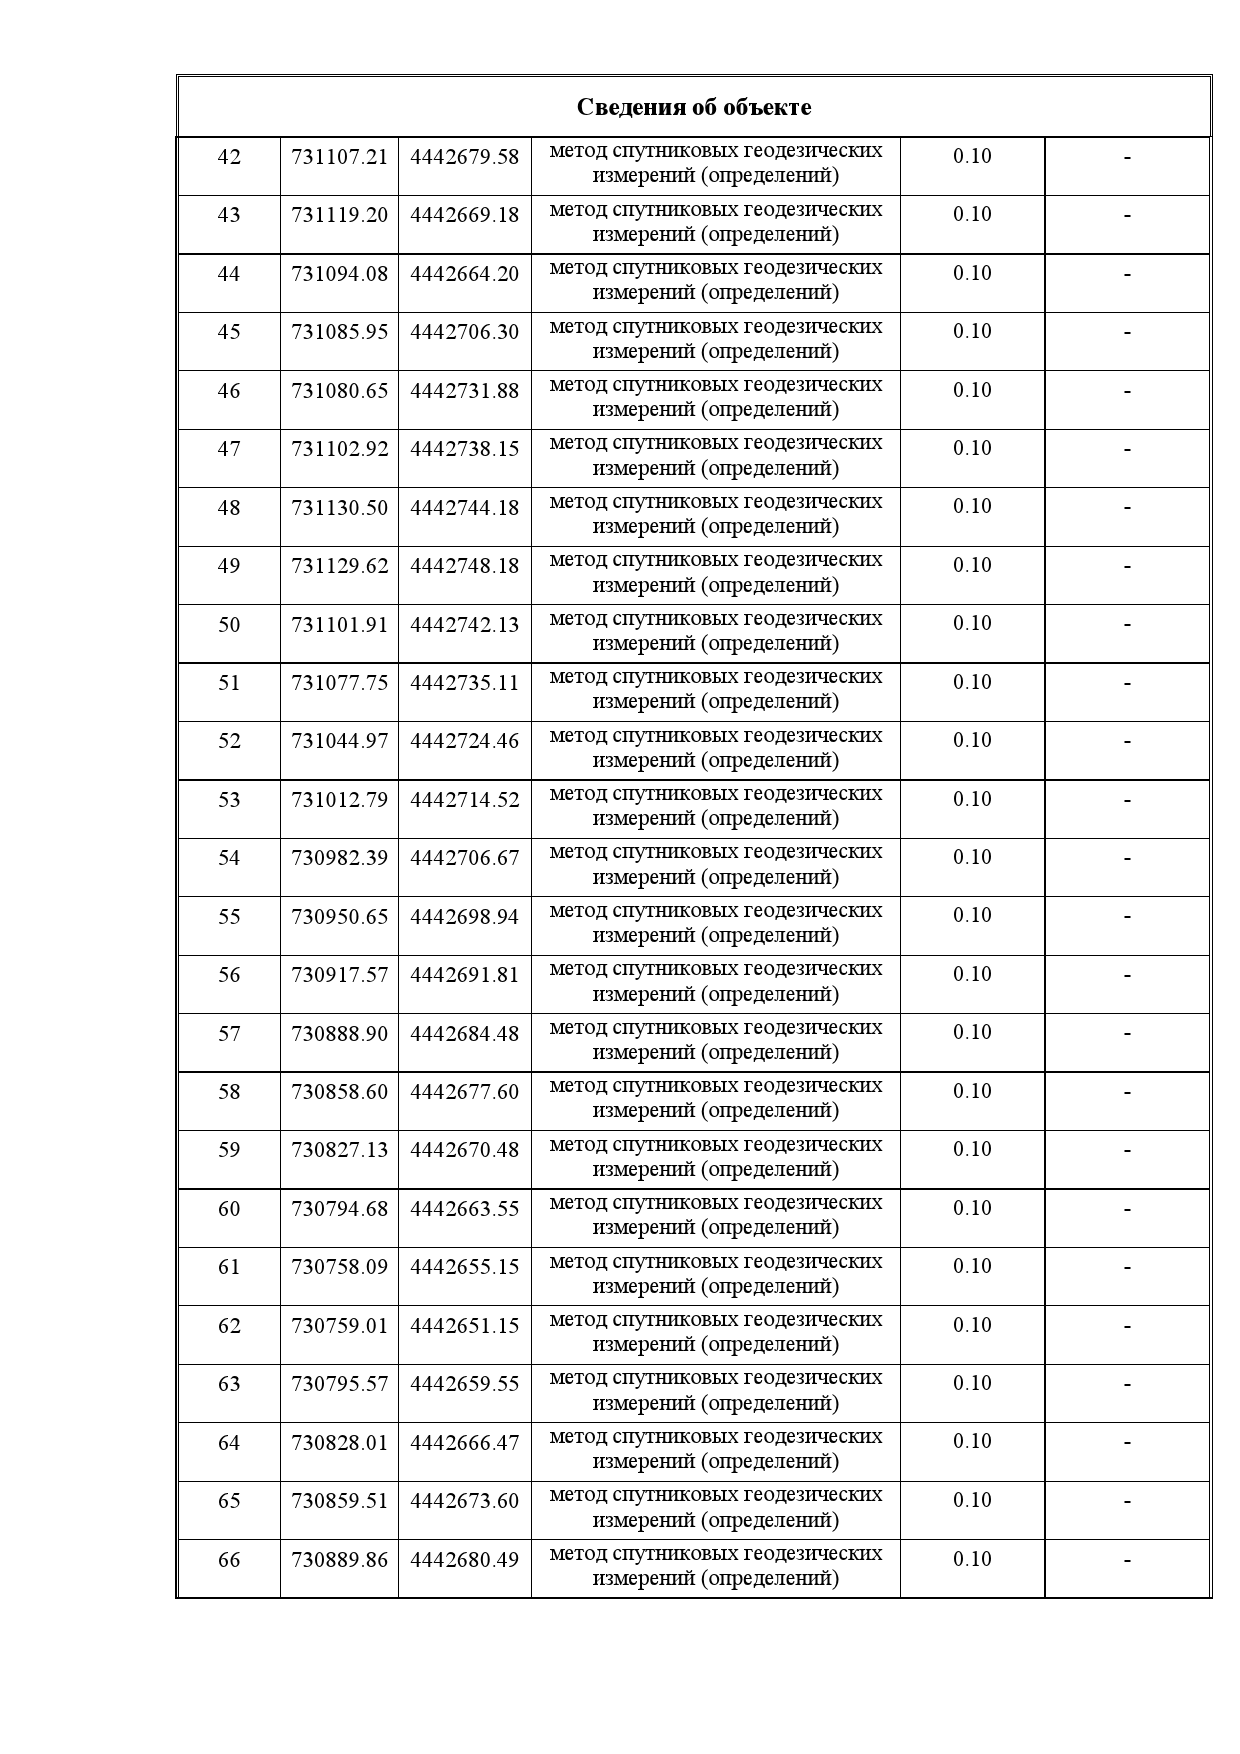 Сведения об объекте
42 731107.21 4442679.58 метод спутниковых геодезических 0.10 -
измерений (определений)
43 731119.20 4442669.18 метод спутниковых геодезических 0.10 -
измерений (определений)
44 731094.08 4442664.20 метод спутниковых геодезических 0.10 -
измерений (определений)
45 731085.95 4442706.30 метод спутниковых геодезических 0.10 -
измерений (определений)
46 731080.65 4442731.88 метод спутниковых геодезических 0.10 -
измерений (определений)
47 731102.92 4442738.15 метод спутниковых геодезических 0.10 -
измерений (определений)
48 731130.50 4442744.18 метод спутниковых геодезических 0.10 -
измерений (определений)
49 731129.62 4442748.18 метод спутниковых геодезических 0.10 -
измерений (определений)
50 731101.91 4442742.13 метод спутниковых геодезических 0.10 -
измерений (определений)
51 731077.75 4442735.11 метод спутниковых геодезических 0.10 -
измерений (определений)
52 731044.97 4442724.46 метод спутниковых геодезических 0.10 -
измерений (определений)
53 731012.79 4442714.52 метод спутниковых геодезических 0.10 -
измерений (определений)
54 730982.39 4442706.67 метод спутниковых геодезических 0.10 -
измерений (определений)
55 730950.65 4442698.94 метод спутниковых геодезических 0.10 -
измерений (определений)
56 730917.57 4442691.81 метод спутниковых геодезических 0.10 -
измерений (определений)
57 730888.90 4442684.48 метод спутниковых геодезических 0.10 -
измерений (определений)
58 730858.60 4442677.60 метод спутниковых геодезических 0.10 -
измерений (определений)
59 730827.13 4442670.48 метод спутниковых геодезических 0.10 -
измерений (определений)
60 730794.68 4442663.55 метод спутниковых геодезических 0.10 -
измерений (определений)
61 730758.09 4442655.15 метод спутниковых геодезических 0.10 -
измерений (определений)
62 730759.01 4442651.15 метод спутниковых геодезических 0.10 -
измерений (определений)
63 730795.57 4442659.55 метод спутниковых геодезических 0.10 -
измерений (определений)
64 730828.01 4442666.47 метод спутниковых геодезических 0.10 -
измерений (определений)
65 730859.51 4442673.60 метод спутниковых геодезических 0.10 -
измерений (определений)
66 730889.86 4442680.49 метод спутниковых геодезических 0.10 -
измерений (определений)